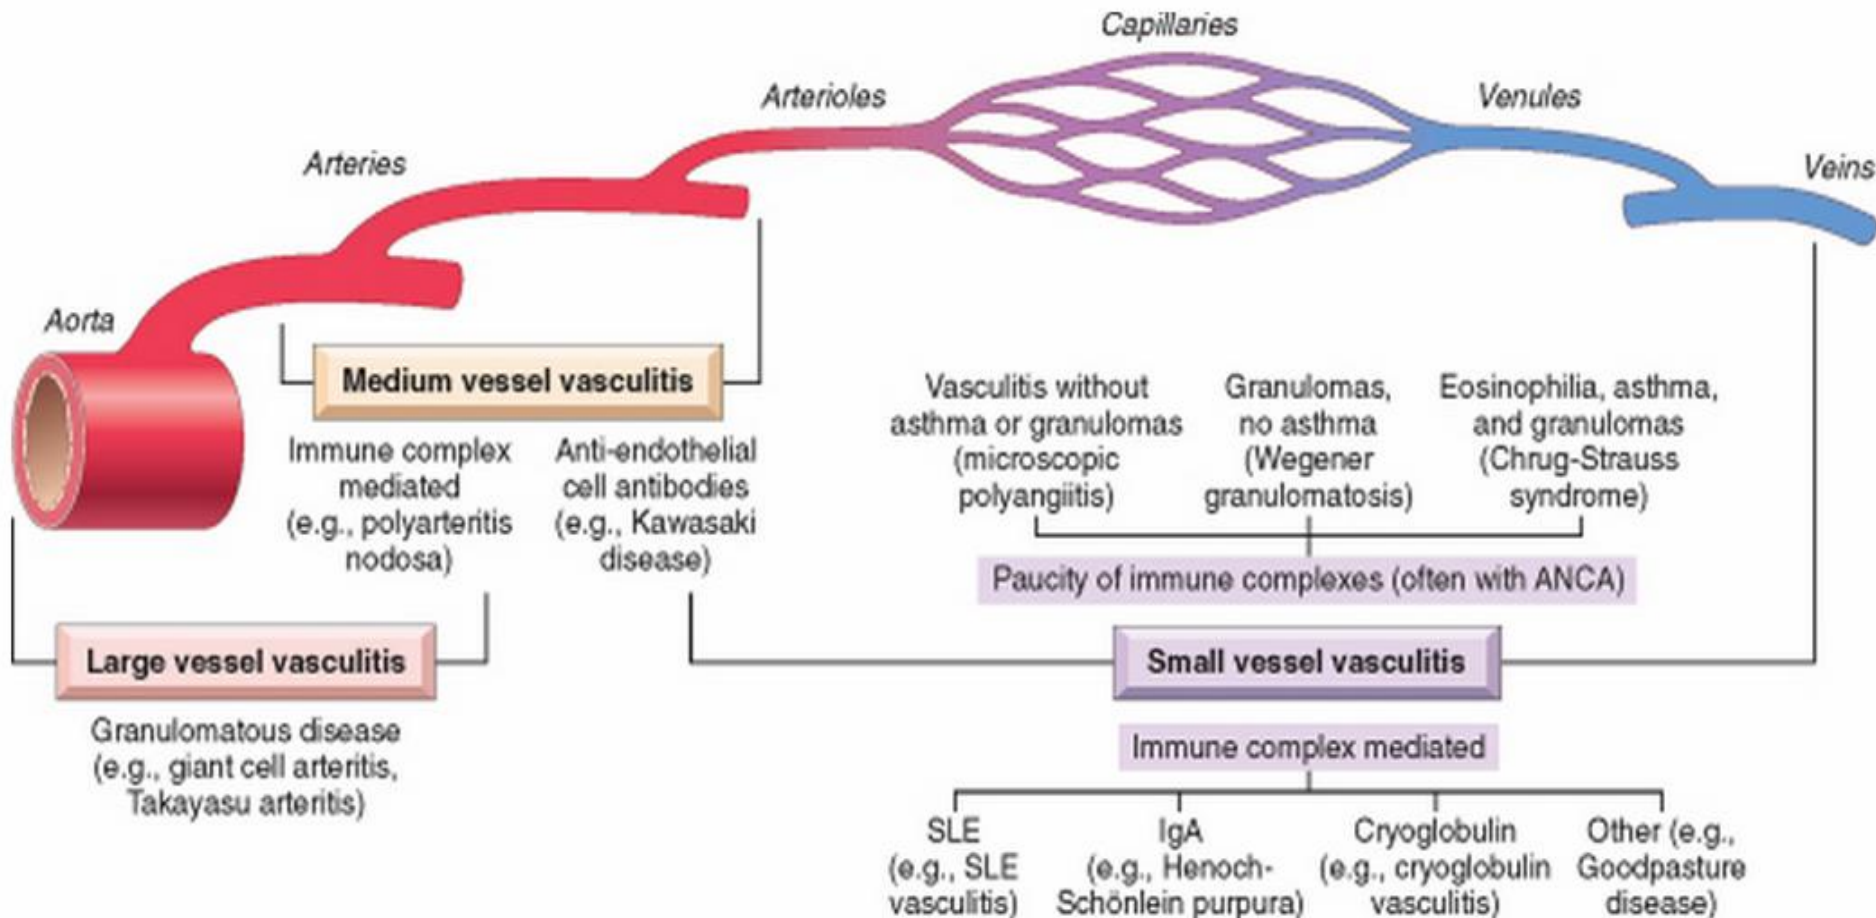 Capillaries
Arterioles
Venules
Arteries
Veins
Aorta
Medium vessel vasculitis
Immune complex
mediated
(e.g., polyarteritis
nodosa)
Anti-endothelial
cell antibodies
(e.g., Kawasaki
disease)
Vasculitis without
asthma or granulomas
(microscopic
polyangiitis)
Granulomas,
no asthma
(Wegener
granulomatosis)
Eosinophilia, asthma,
and granulomas
(Chrug-Strauss
syndrome)
Paucity of immune complexes (often with ANCA)
Large vessel vasculitis
Granulomatous disease
(e.g., giant cell arteritis,
Takayasu arteritis)
Small vessel vasculitis
Immune complex mediated
SLE
(e.g., SLE
vasculitis)
IgA
(e.g., Henoch-
Schönlein purpura)
Cryoglobulin
(e.g., cryoglobulin
vasculitis)
Other (e.g.,
Goodpasture
disease)